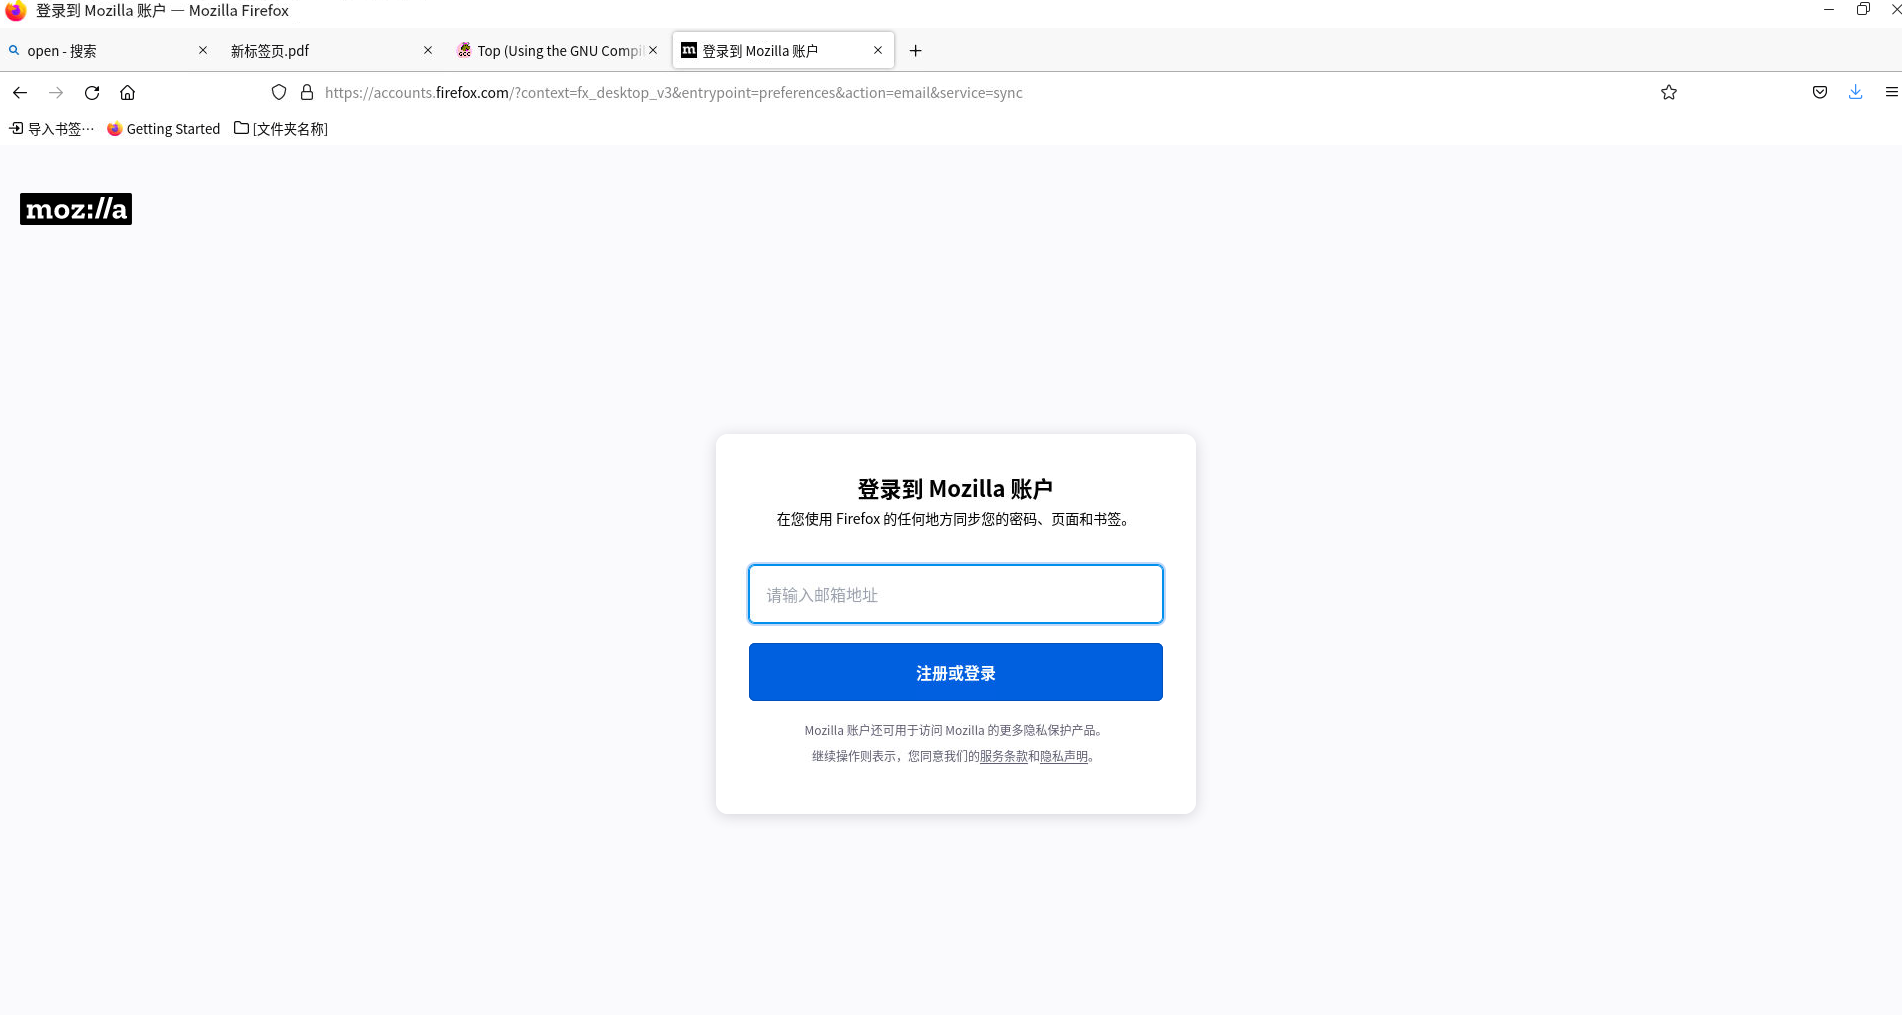 登录到 Mozilla 账户 — Mozilla Firefox
open - 搜索
新标签页.pdf
Top (Using the GNU Compil
登录到 Mozilla 账户
https://accounts.firefox.com/?context=fx_desktop_v3&entrypoint=preferences&action=email&service=sync
导入书签…
Getting Started
[文件夹名称]
moz://a
登录到 Mozilla 账户
在您使用 Firefox 的任何地方同步您的密码、页面和书签。
请输入邮箱地址
注册或登录
Mozilla 账户还可用于访问 Mozilla 的更多隐私保护产品。
继续操作则表示，您同意我们的服务条款和隐私声明。